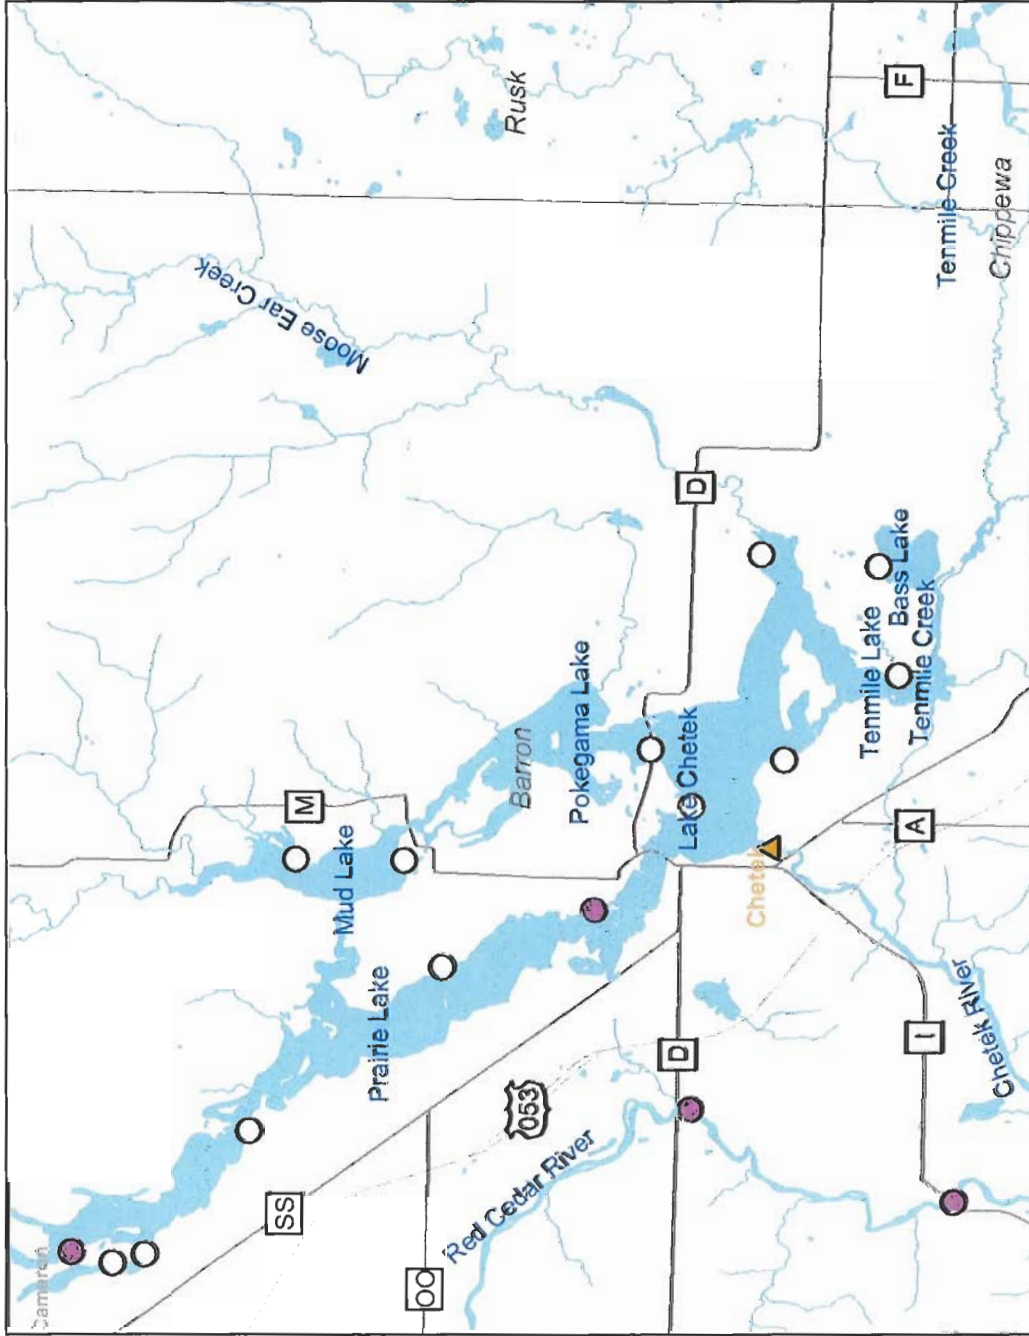 Rusk
F
Tenmile Creek
Chippewa
Moose Ear Creek
D
Bass Lake
Tenmile Creek
Tenmile Lake
Pokegama Lake
Barron
Lake Chetek
M
Mud Lake
A
Chetek
Prairie Lake
D
I
Chetek River
053
SS
Red Cedar River
OO